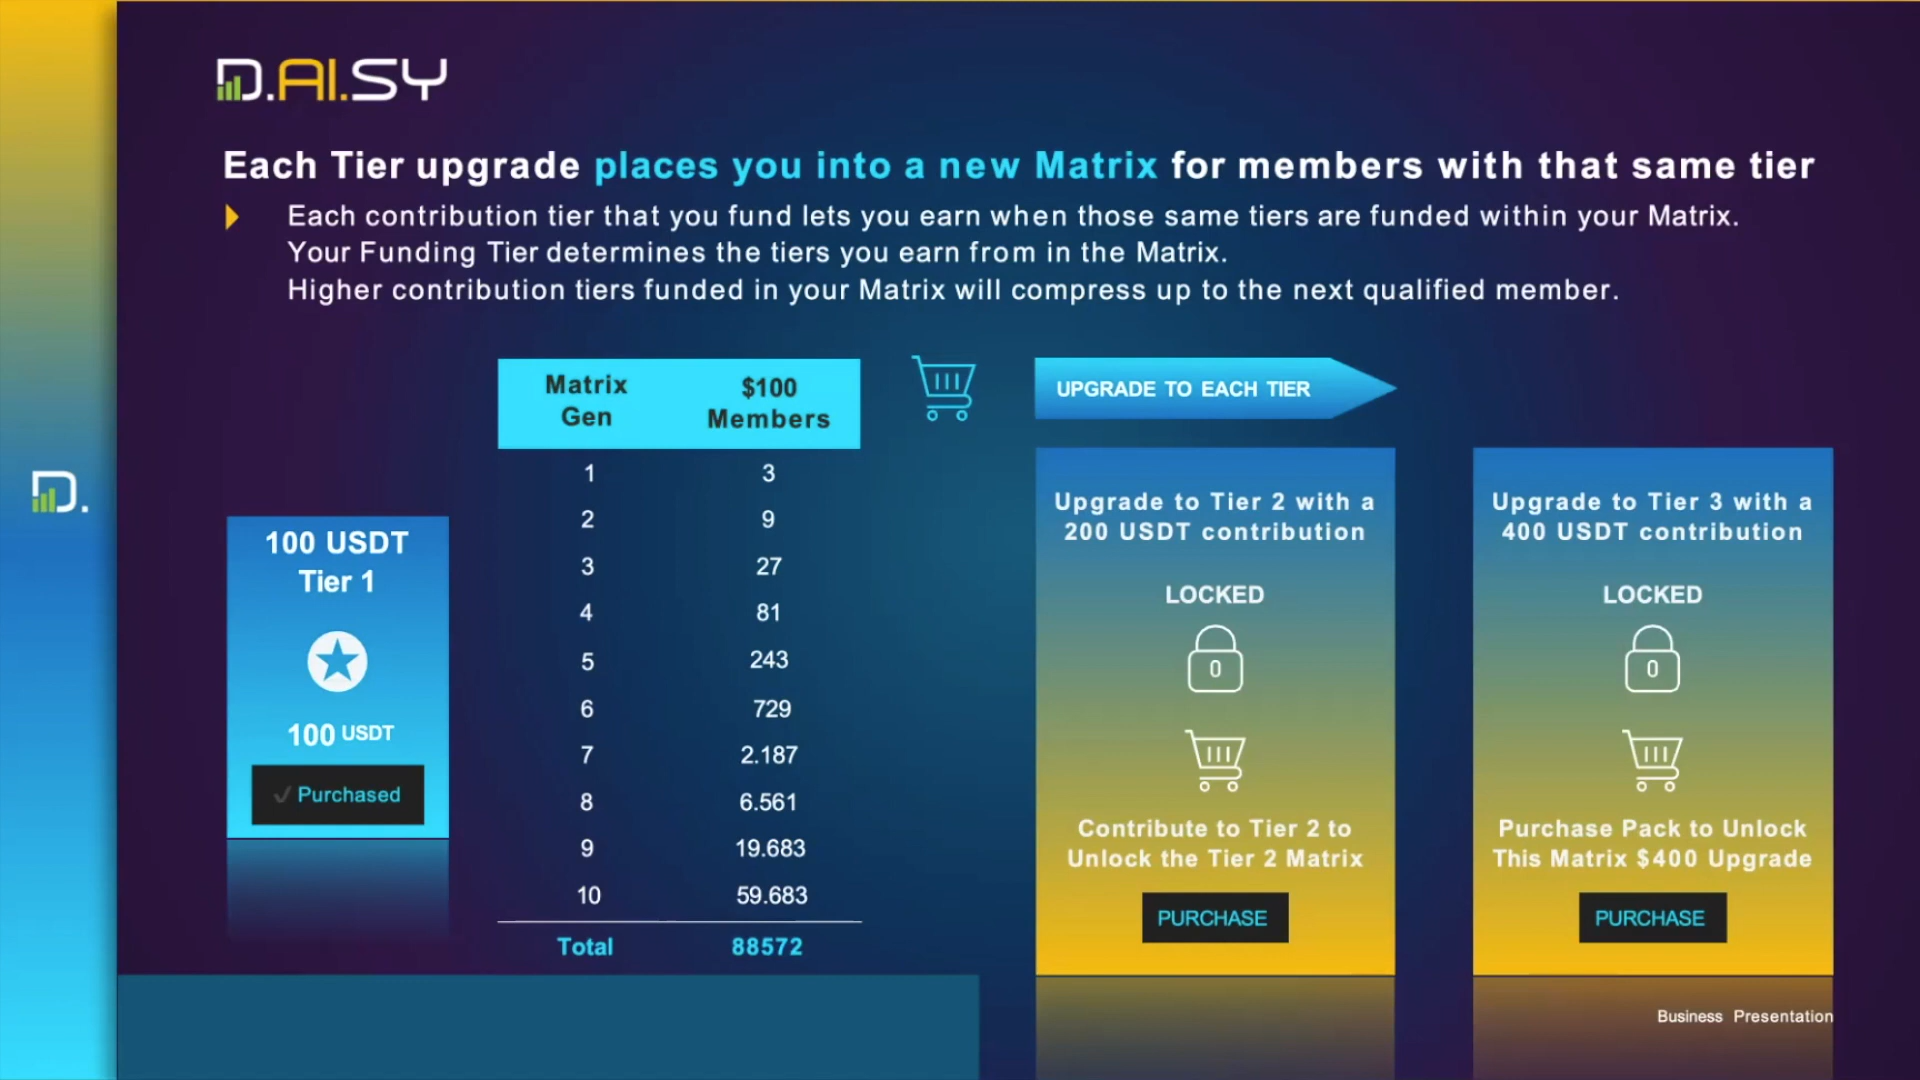 D.AI.SY
Each Tier upgrade places you into a new Matrix for members with that same tier
Each contribution tier that you fund lets you earn when those same tiers are funded within your Matrix.
Your Funding Tier determines the tiers you earn from in the Matrix.
Higher contribution tiers funded in your Matrix will compress up to the next qualified member.
D.
100 USDT
Tier 1
100 USDT
✓ Purchased
Matrix Gen $100 Members
1 3
2 9
3 27
4 81
5 243
6 729
7 2.187
8 6.561
9 19.683
10 59.683
Total 88572
UPGRADE TO EACH TIER
Upgrade to Tier 2 with a
200 USDT contribution
LOCKED
0
Contribute to Tier 2 to
Unlock the Tier 2 Matrix
PURCHASE
Upgrade to Tier 3 with a
400 USDT contribution
LOCKED
0
Purchase Pack to Unlock
This Matrix $400 Upgrade
PURCHASE
Business Presentation